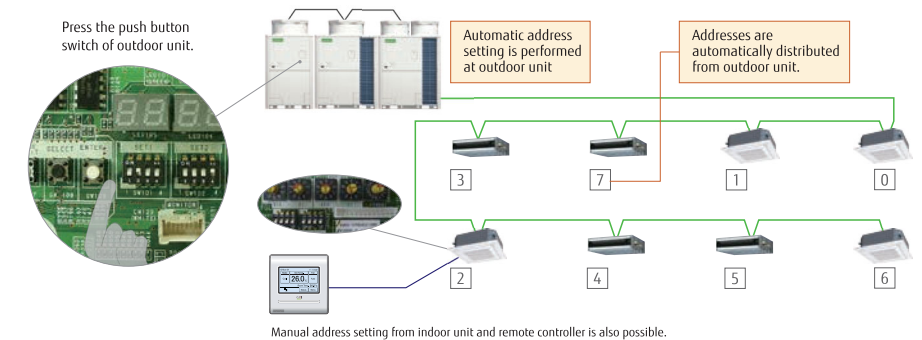 Press the push button
switch of outdoor unit.
Automatic address
setting is performed
at outdoor unit
Addresses are
automatically distributed
from outdoor unit.
SELECT
ENTER
SET1
SET2
3
7
1
0
26.0
2
4
5
6
Manual address setting from indoor unit and remote controller is also possible.